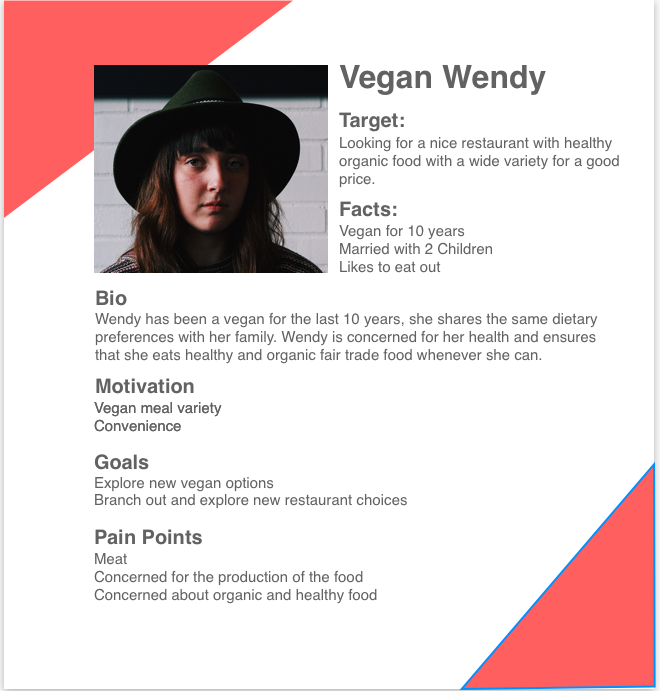 Vegan Wendy
Target:
Looking for a nice restaurant with healthy
organic food with a wide variety for a good
price.
Facts:
Vegan for 10 years
Married with 2 Children
Likes to eat out
Bio
Wendy has been a vegan for the last 10 years, she shares the same dietary
preferences with her family. Wendy is concerned for her health and ensures
that she eats healthy and organic fair trade food whenever she can.
Motivation
Vegan meal variety
Convenience
Goals
Explore new vegan options
Branch out and explore new restaurant choices
Pain Points
Meat
Concerned for the production of the food
Concerned about organic and healthy food